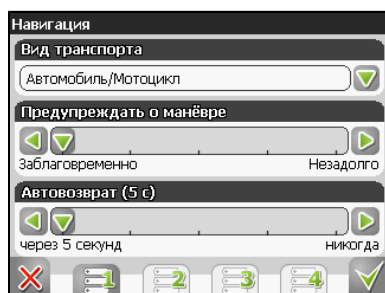 Навигация
Вид транспорта
Автомобиль/Мотоцикл
Предупреждать о манёвре
Заблаговременно Незадолго
Автовозврат (5 с)
через 5 секунд никогда
1 2 3 4